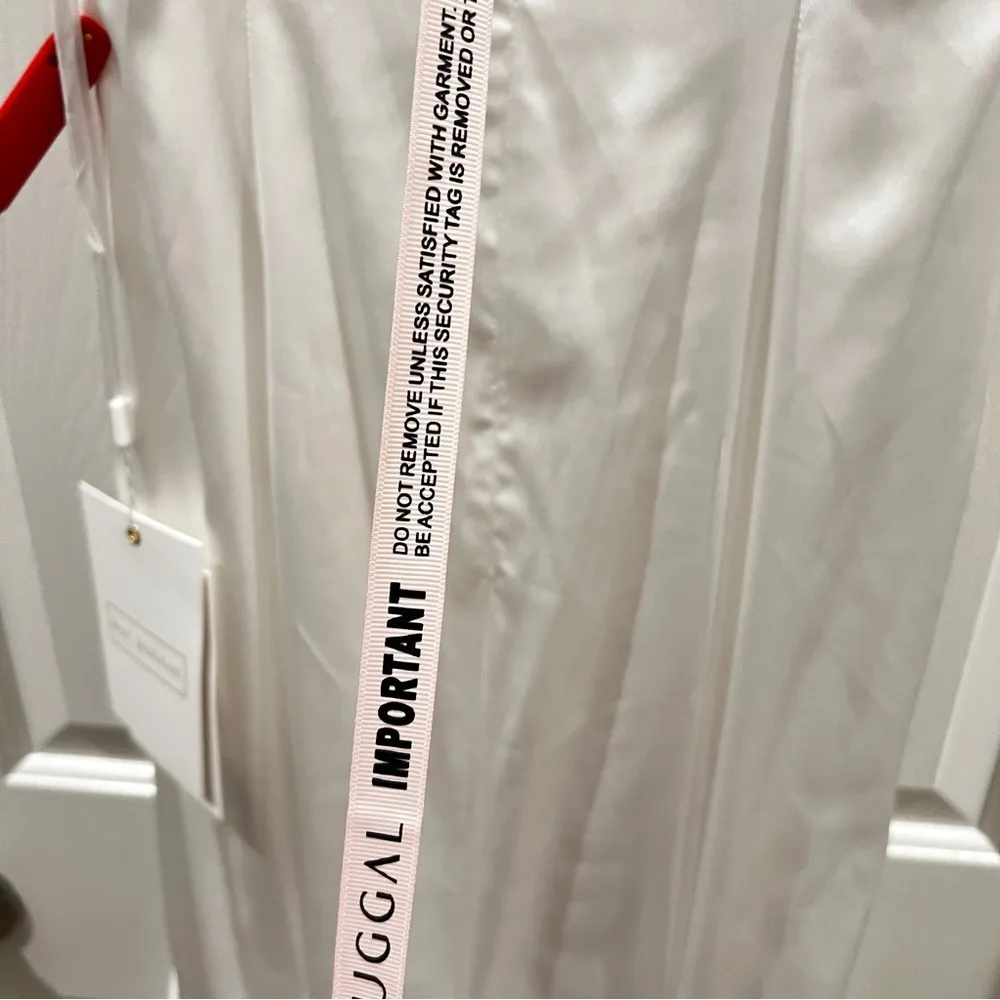 UGGAL
IMPORTANT
DO NOT REMOVE UNLESS SATISFIED WITH GARMENT.
BE ACCEPTED IF THIS SECURITY TAG IS REMOVED OR